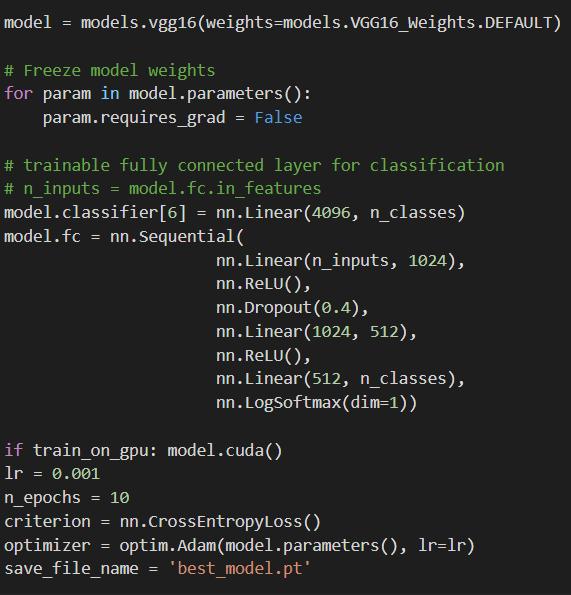 model = models.vgg16(weights=models.VGG16_Weights.DEFAULT)
# Freeze model weights
for param in model.parameters():
    param.requires_grad = False
# trainable fully connected layer for classification
# n_inputs = model.fc.in_features
model.classifier[6] = nn.Linear(4096, n_classes)
model.fc = nn.Sequential(
                      nn.Linear(n_inputs, 1024),
                      nn.ReLU(),
                      nn.Dropout(0.4),
                      nn.Linear(1024, 512),
                      nn.ReLU(),
                      nn.Linear(512, n_classes),
                      nn.LogSoftmax(dim=1))
if train_on_gpu: model.cuda()
lr = 0.001
n_epochs = 10
criterion = nn.CrossEntropyLoss()
optimizer = optim.Adam(model.parameters(), lr=lr)
save_file_name = 'best_model.pt'